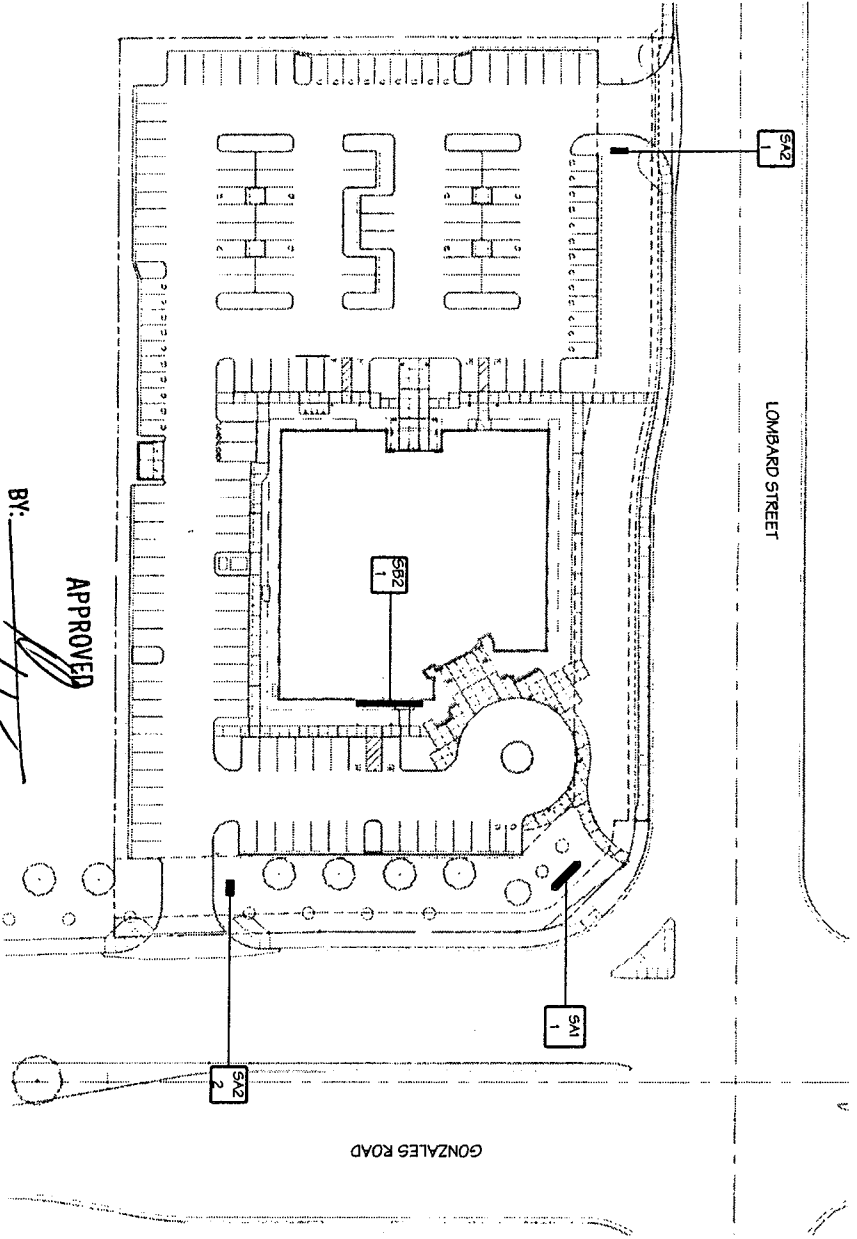 SA2
1
LOMBARD STREET
SB2
1
APPROVED
BY:
SA1
1
SA2
2
GONZALES ROAD